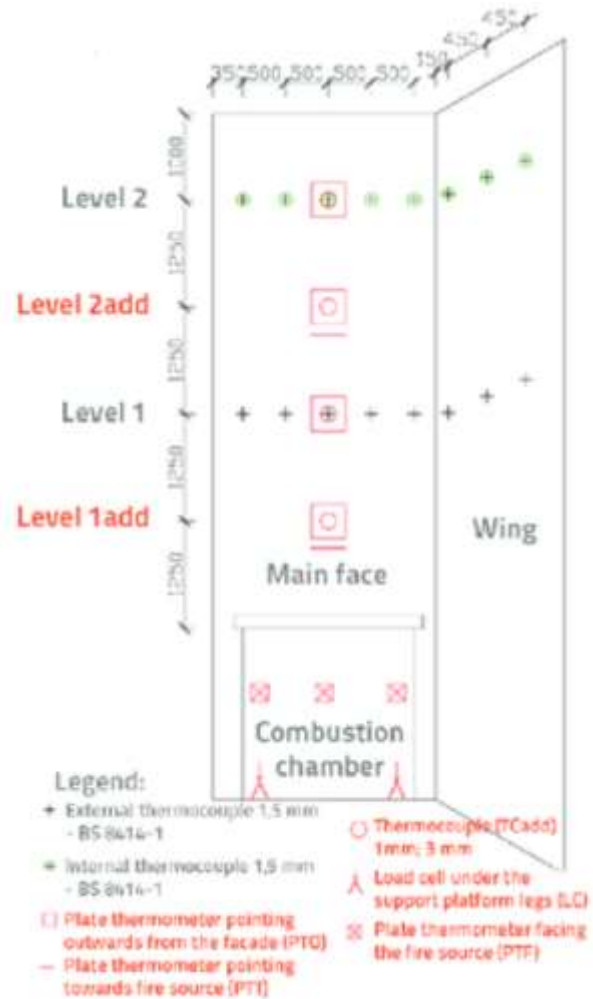 450
450
150
350 500 500 500 500
1000
Level 2
1250
Level 2add
1250
Level 1
1250
Level 1add
Wing
1250
Main face
Combustion
chamber
Legend:
+ External thermocouple 1,5 mm
- BS 8414-1
Internal thermocouple 1,5 mm
- BS 8414-1
Plate thermometer pointing
outwards from the facade (PTO)
Plate thermometer pointing
towards fire source (PTT)
Thermocouple (TCadd)
1mm; 3 mm
Load cell under the
support platform legs (LC)
Plate thermometer facing
the fire source (PTF)